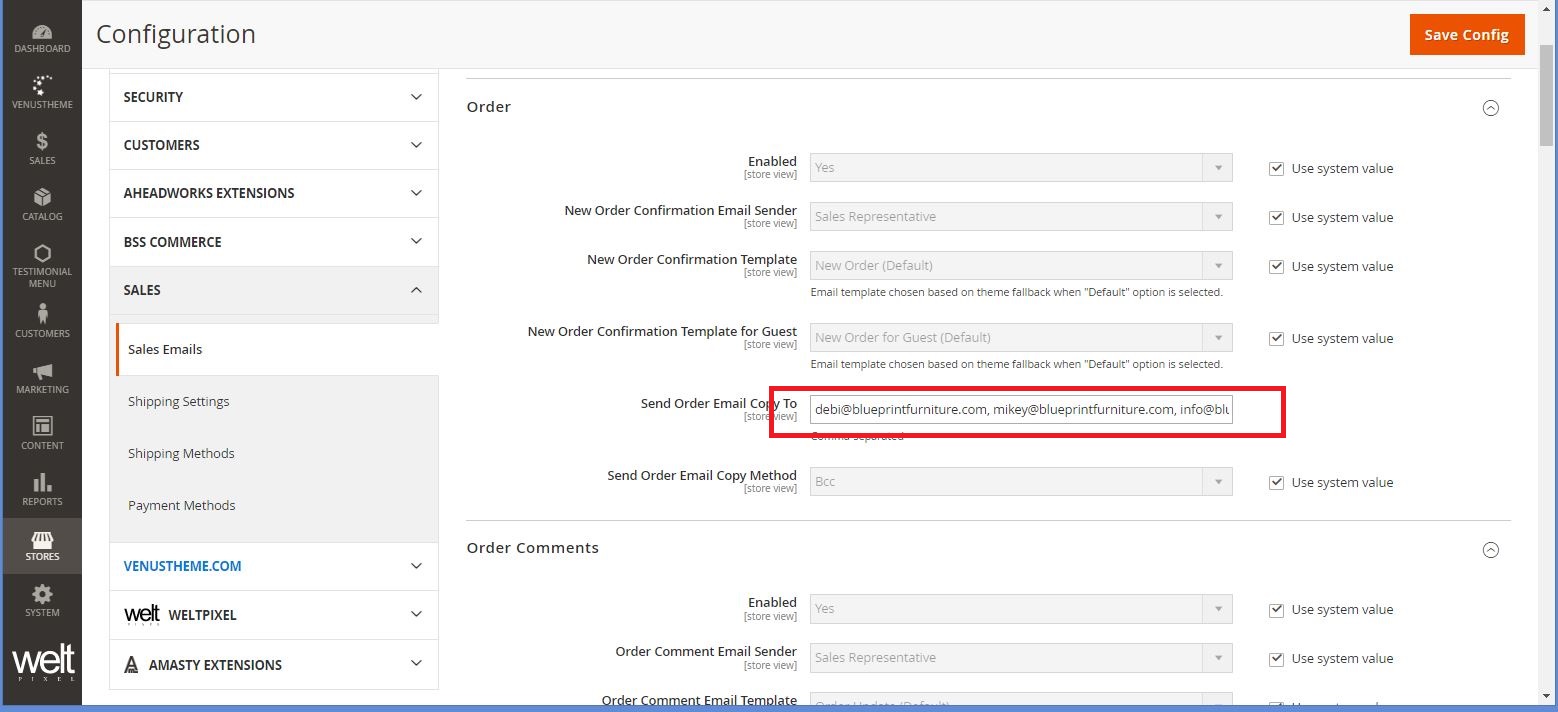 Configuration
Save Config
DASHBOARD
VENUSTHEME
SALES
CATALOG
TESTIMONIAL
MENU
CUSTOMERS
MARKETING
CONTENT
REPORTS
STORES
SYSTEM
welt
PIXEL
SECURITY
CUSTOMERS
AHEADWORKS EXTENSIONS
BSS COMMERCE
SALES
Sales Emails
Shipping Settings
Shipping Methods
Payment Methods
VENUSTHEME.COM
welt PIXEL WELTPIXEL
AMASTY EXTENSIONS
Order
Enabled Yes Use system value
[store view]
New Order Confirmation Email Sender Sales Representative Use system value
[store view]
New Order Confirmation Template New Order (Default) Use system value
[store view]
Email template chosen based on theme fallback when "Default" option is selected.
New Order Confirmation Template for Guest New Order for Guest (Default) Use system value
[store view]
Email template chosen based on theme fallback when "Default" option is selected.
Send Order Email Copy To debi@blueprintfurniture.com, mikey@blueprintfurniture.com, info@blu
[store view]
Comma-separated
Send Order Email Copy Method Bcc Use system value
[store view]
Order Comments
Enabled Yes Use system value
[store view]
Order Comment Email Sender Sales Representative Use system value
[store view]
Order Comment Email Template Order Update (Default) Use system value